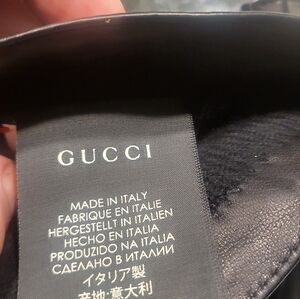 GUCCI
MADE IN ITALY
FABRIQUE EN ITALIE
HERGESTELLT IN ITALIEN
HECHO EN ITALIA
PRODUZIDO NA ITALIA
СДЕЛАНО В ИТАЛИИ
イタリア製
产地:意大利